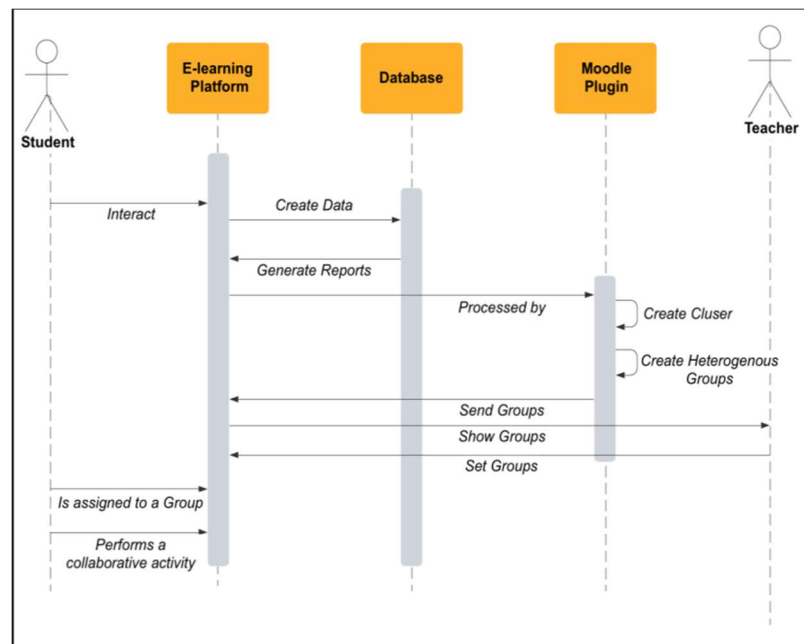 E-learning
Platform
Database
Moodle
Plugin
Student
Teacher
Interact
Create Data
Generate Reports
Processed by
Create Cluser
Create Heterogenous
Groups
Send Groups
Show Groups
Set Groups
Is assigned to a Group
Performs a
collaborative activity